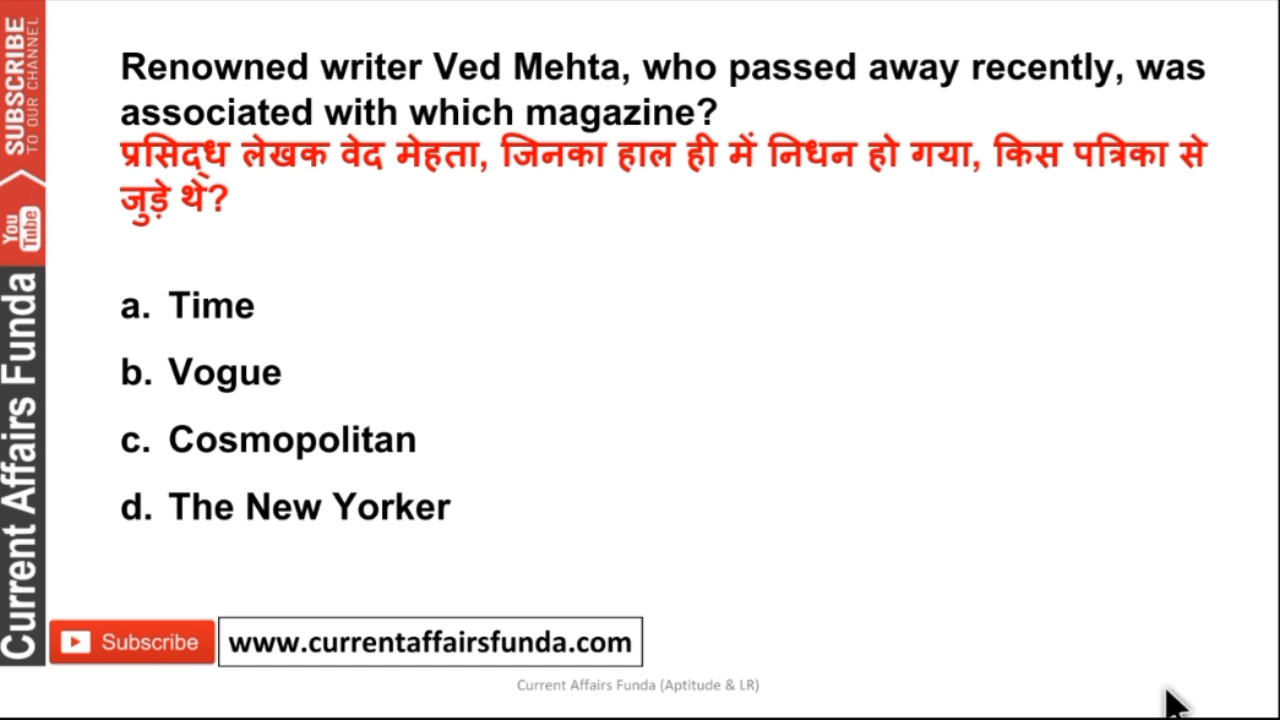 Renowned writer Ved Mehta, who passed away recently, was
associated with which magazine?
प्रसिद्ध लेखक वेद मेहता, जिनका हाल ही में निधन हो गया, किस पत्रिका से
जुड़े थे?
a. Time
b. Vogue
c. Cosmopolitan
d. The New Yorker
SUBSCRIBE
TO OUR CHANNEL
You
Tube
Current Affairs Funda
Subscribe
www.currentaffairsfunda.com
Current Affairs Funda (Aptitude & LR)